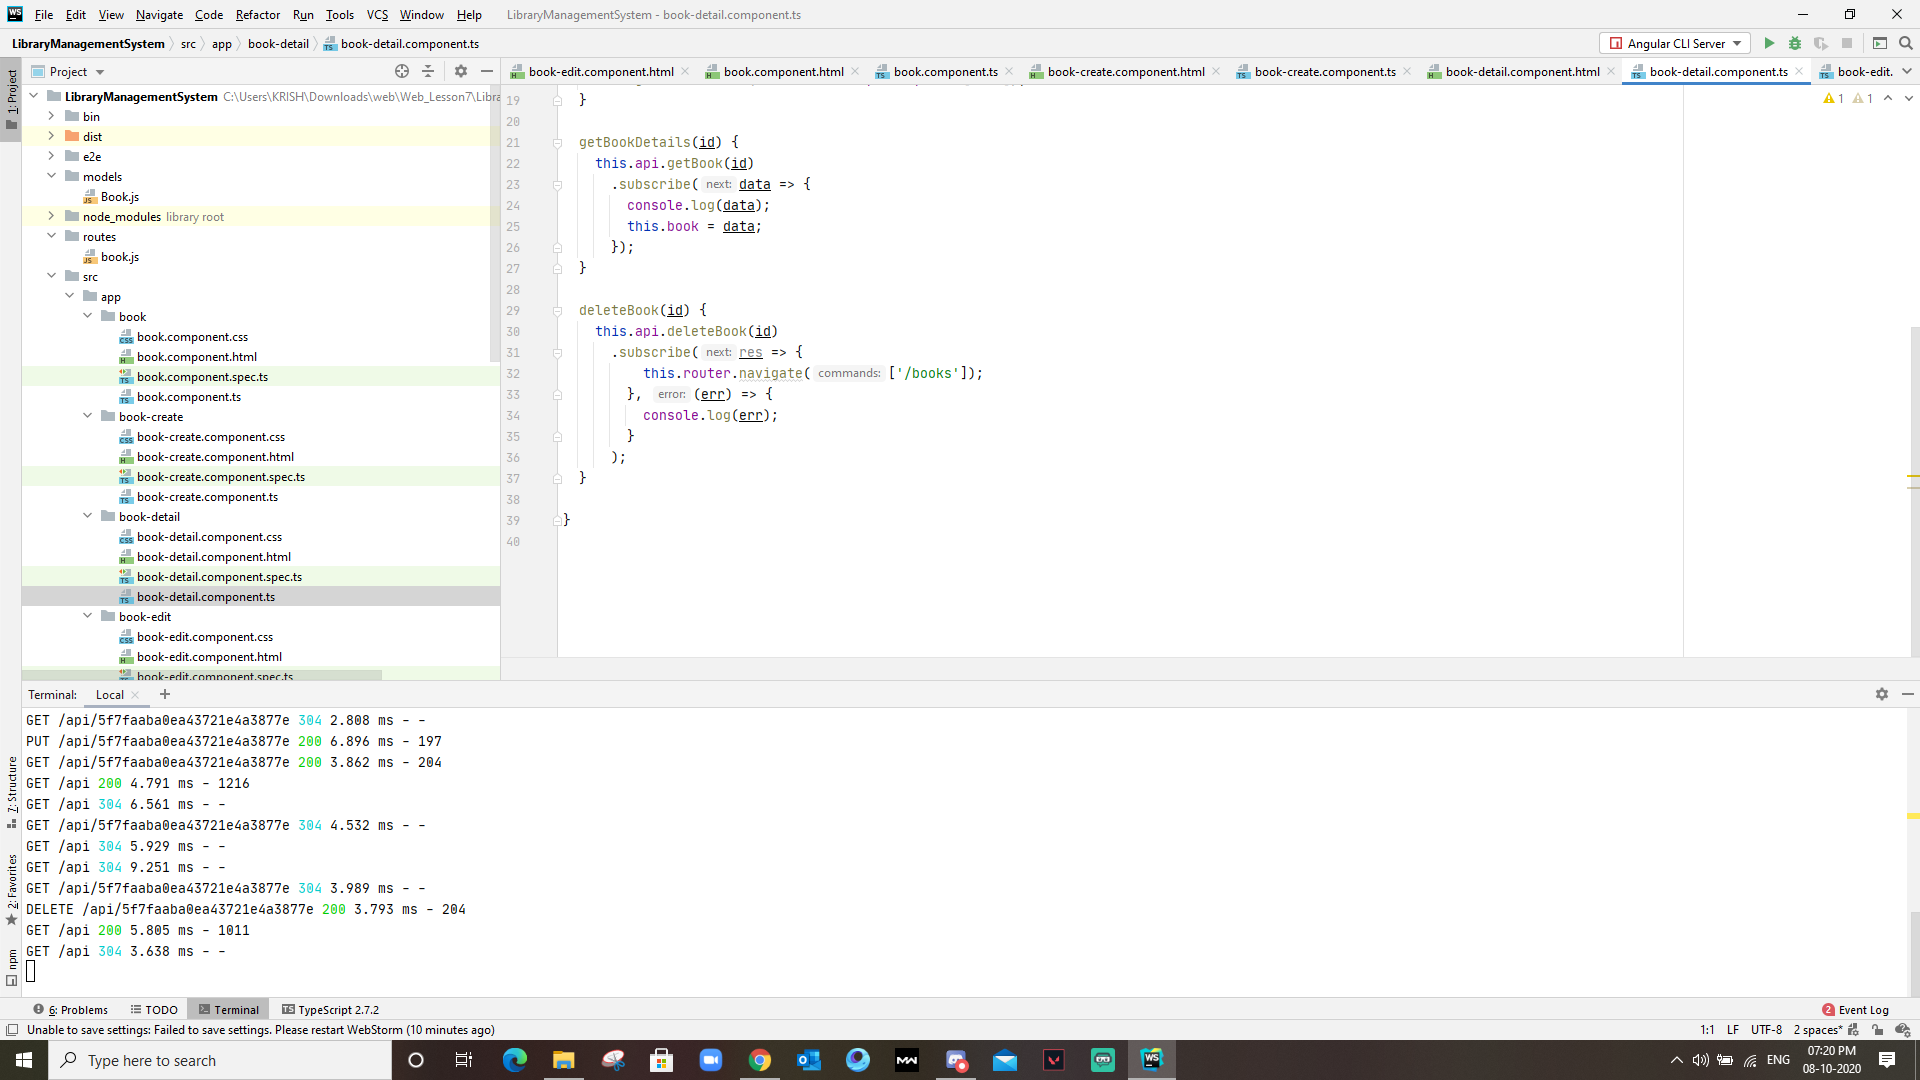 WS File Edit View Navigate Code Refactor Run Tools VCS Window Help LibraryManagementSystem - book-detail.component.ts
LibraryManagementSystem src app book-detail book-detail.component.ts Angular CLI Server
Project
book-edit.component.html book.component.html book.component.ts book-create.component.html book-create.component.ts book-detail.component.html book-detail.component.ts book-edit.
1: Project
LibraryManagementSystem C:\Users\KRISH\Downloads\web\Web_Lesson7\Libra
bin
dist
e2e
models
Book.js
node_modules library root
routes
book.js
src
app
book
book.component.css
book.component.html
book.component.spec.ts
book.component.ts
book-create
book-create.component.css
book-create.component.html
book-create.component.spec.ts
book-create.component.ts
book-detail
book-detail.component.css
book-detail.component.html
book-detail.component.spec.ts
book-detail.component.ts
book-edit
book-edit.component.css
book-edit.component.html
book-edit.component.spec.ts
1 1
19 }
20
21 getBookDetails(id) {
22 this.api.getBook(id)
23 .subscribe( next: data => {
24 console.log(data);
25 this.book = data;
26 });
27 }
28
29 deleteBook(id) {
30 this.api.deleteBook(id)
31 .subscribe( next: res => {
32 this.router.navigate( commands: ['/books']);
33 }, error: (err) => {
34 console.log(err);
35 }
36 );
37 }
38
39 }
40
Terminal: Local
GET /api/5f7faaba0ea43721e4a3877e 304 2.808 ms - -
PUT /api/5f7faaba0ea43721e4a3877e 200 6.896 ms - 197
GET /api/5f7faaba0ea43721e4a3877e 200 3.862 ms - 204
GET /api 200 4.791 ms - 1216
GET /api 304 6.561 ms - -
GET /api/5f7faaba0ea43721e4a3877e 304 4.532 ms - -
GET /api 304 5.929 ms - -
GET /api 304 9.251 ms - -
GET /api/5f7faaba0ea43721e4a3877e 304 3.989 ms - -
DELETE /api/5f7faaba0ea43721e4a3877e 200 3.793 ms - 204
GET /api 200 5.805 ms - 1011
GET /api 304 3.638 ms - -
7: Structure
2: Favorites
npm
6: Problems TODO Terminal TypeScript 2.7.2 2 Event Log
Unable to save settings: Failed to save settings. Please restart WebStorm (10 minutes ago) 1:1 LF UTF-8 2 spaces*
Type here to search
WS
ENG
07:20 PM
08-10-2020